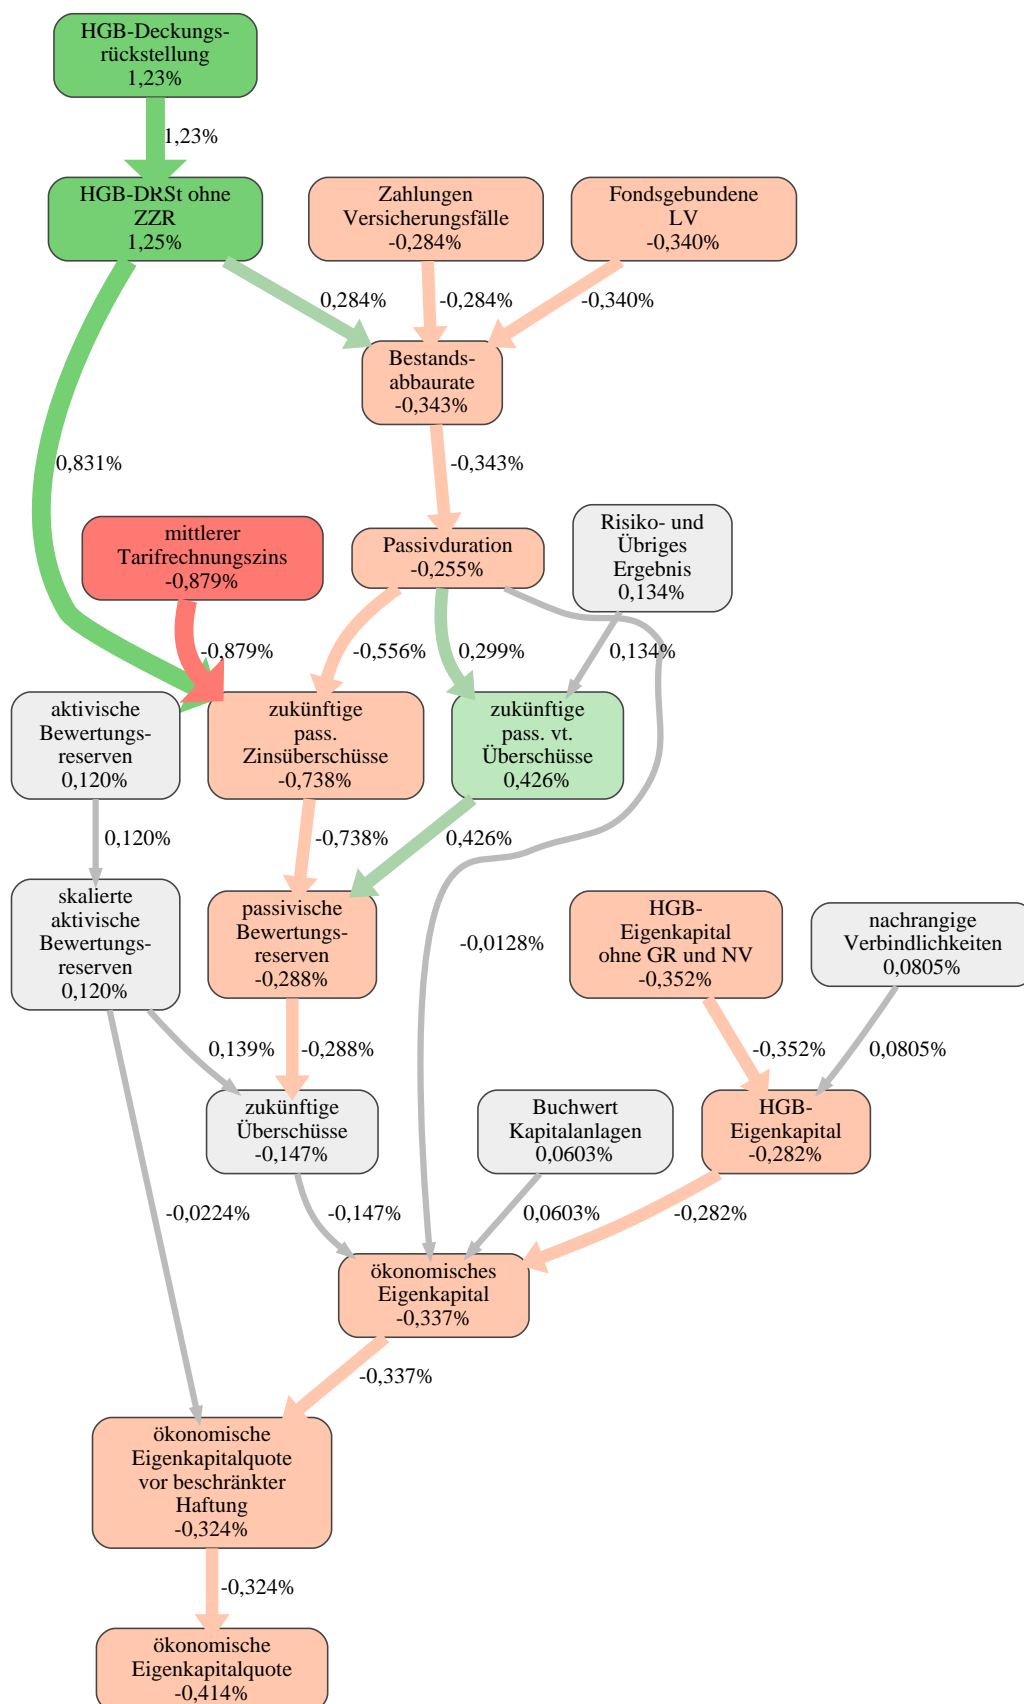 HGB-Deckungs-
rückstellung
1,23%
1,23%
HGB-DRSt ohne
ZZR
1,25%
Zahlungen
Versicherungsfälle
-0,284%
Fondsgebundene
LV
-0,340%
0,284%
-0,284%
-0,340%
Bestands-
abbaurate
-0,343%
0,831%
-0,343%
mittlerer
Tarifrechnungszins
-0,879%
Passivduration
-0,255%
Risiko- und
Übriges
Ergebnis
0,134%
-0,879%
-0,556%
0,299%
0,134%
aktivische
Bewertungs-
reserven
0,120%
zukünftige
pass.
Zinsüberschüsse
-0,738%
zukünftige
pass. vt.
Überschüsse
0,426%
0,120%
-0,738%
0,426%
skalierte
aktivische
Bewertungs-
reserven
0,120%
passivische
Bewertungs-
reserven
-0,288%
-0,0128%
HGB-
Eigenkapital
ohne GR und NV
-0,352%
nachrangige
Verbindlichkeiten
0,0805%
0,139%
-0,288%
-0,352%
0,0805%
zukünftige
Überschüsse
-0,147%
Buchwert
Kapitalanlagen
0,0603%
HGB-
Eigenkapital
-0,282%
-0,0224%
-0,147%
0,0603%
-0,282%
ökonomisches
Eigenkapital
-0,337%
-0,337%
ökonomische
Eigenkapitalquote
vor beschränkter
Haftung
-0,324%
-0,324%
ökonomische
Eigenkapitalquote
-0,414%